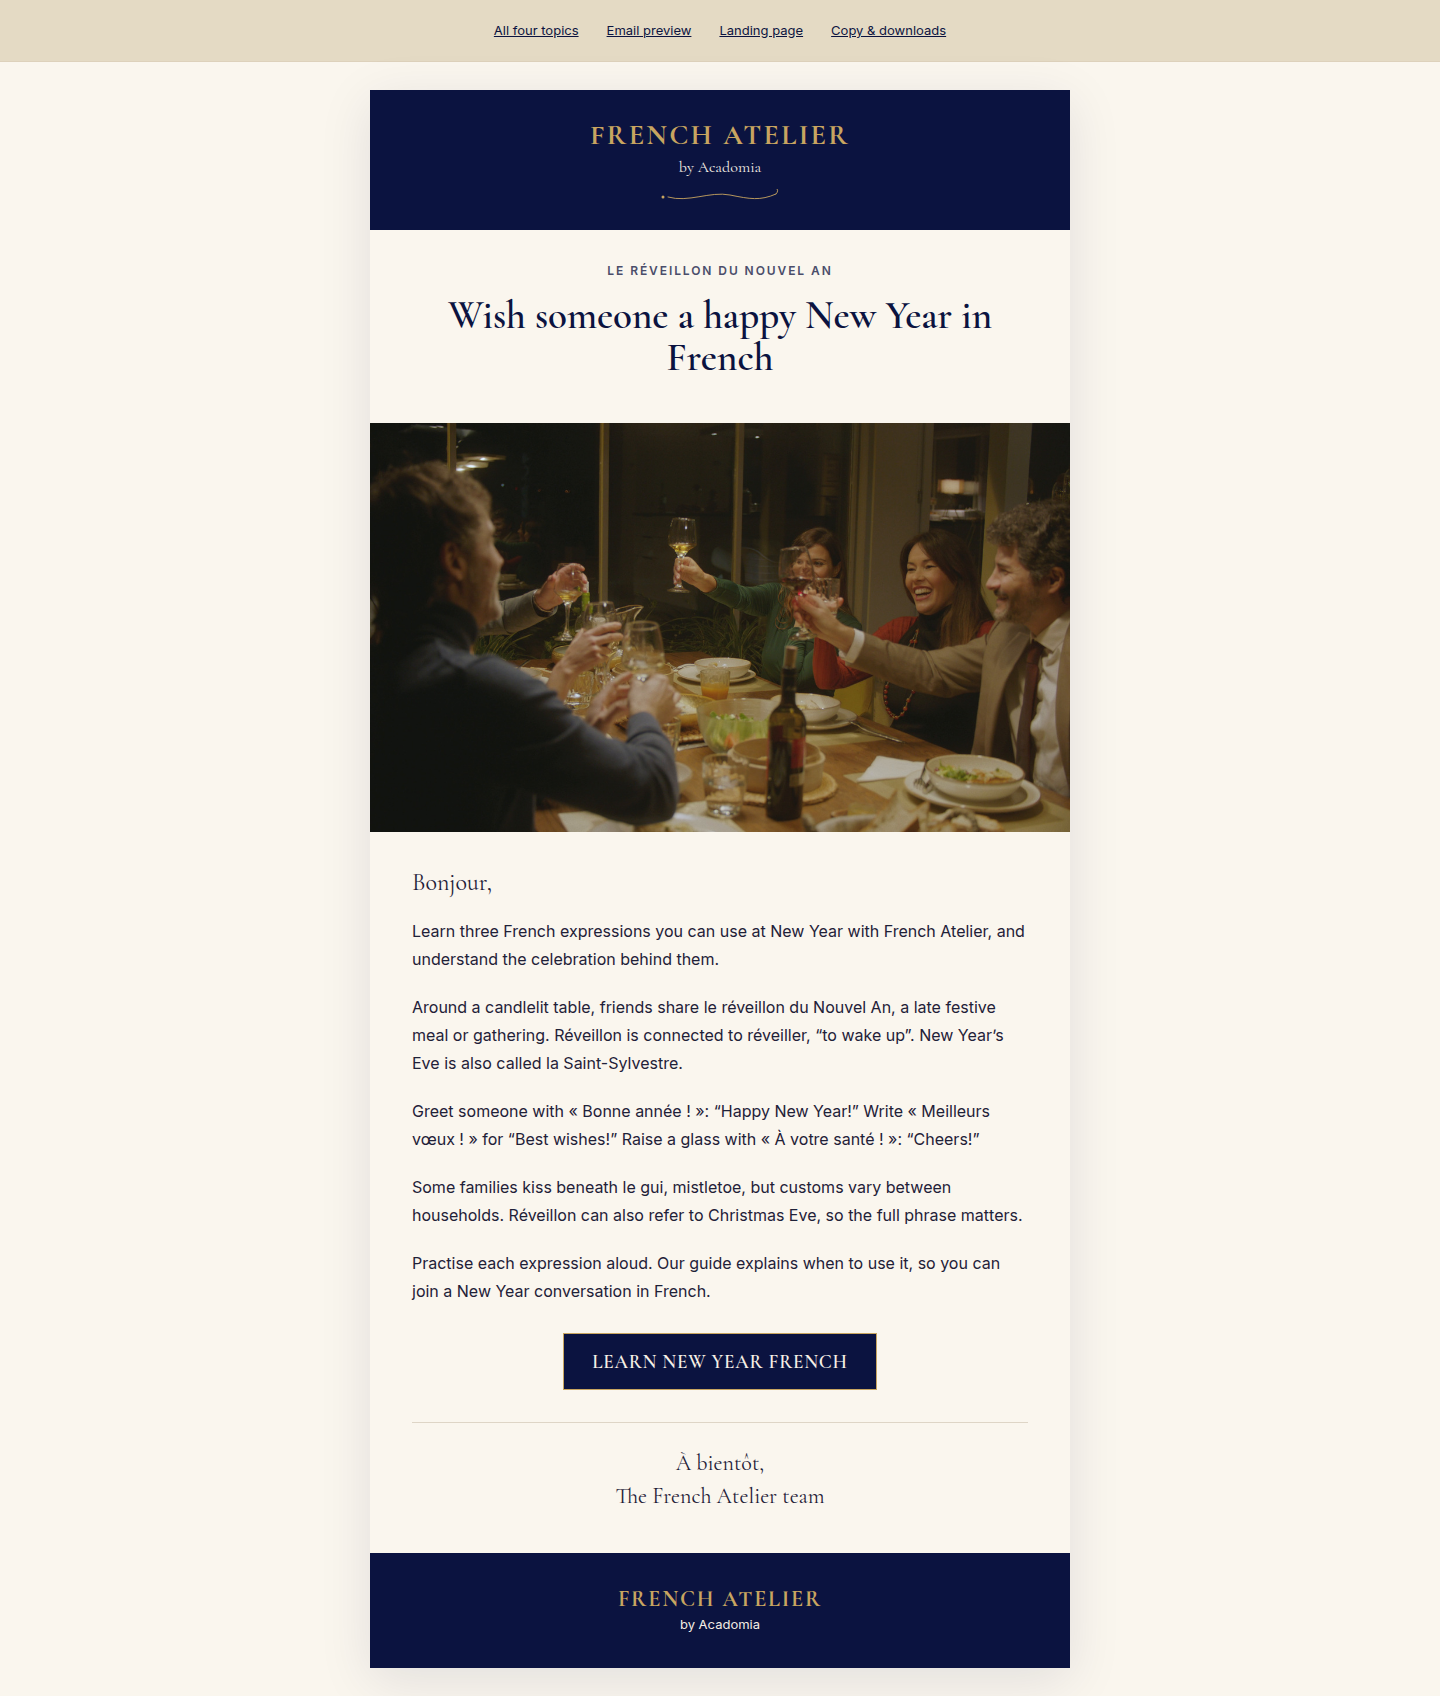 All four topics Email preview Landing page Copy & downloads
FRENCH ATELIER
by Acadomia
LE RÉVEILLON DU NOUVEL AN
Wish someone a happy New Year in
French
Bonjour,
Learn three French expressions you can use at New Year with French Atelier, and
understand the celebration behind them.
Around a candlelit table, friends share le réveillon du Nouvel An, a late festive
meal or gathering. Réveillon is connected to réveiller, “to wake up”. New Year’s
Eve is also called la Saint-Sylvestre.
Greet someone with « Bonne année ! »: “Happy New Year!” Write « Meilleurs
vœux ! » for “Best wishes!” Raise a glass with « À votre santé ! »: “Cheers!”
Some families kiss beneath le gui, mistletoe, but customs vary between
households. Réveillon can also refer to Christmas Eve, so the full phrase matters.
Practise each expression aloud. Our guide explains when to use it, so you can
join a New Year conversation in French.
LEARN NEW YEAR FRENCH
À bientôt,
The French Atelier team
FRENCH ATELIER
by Acadomia